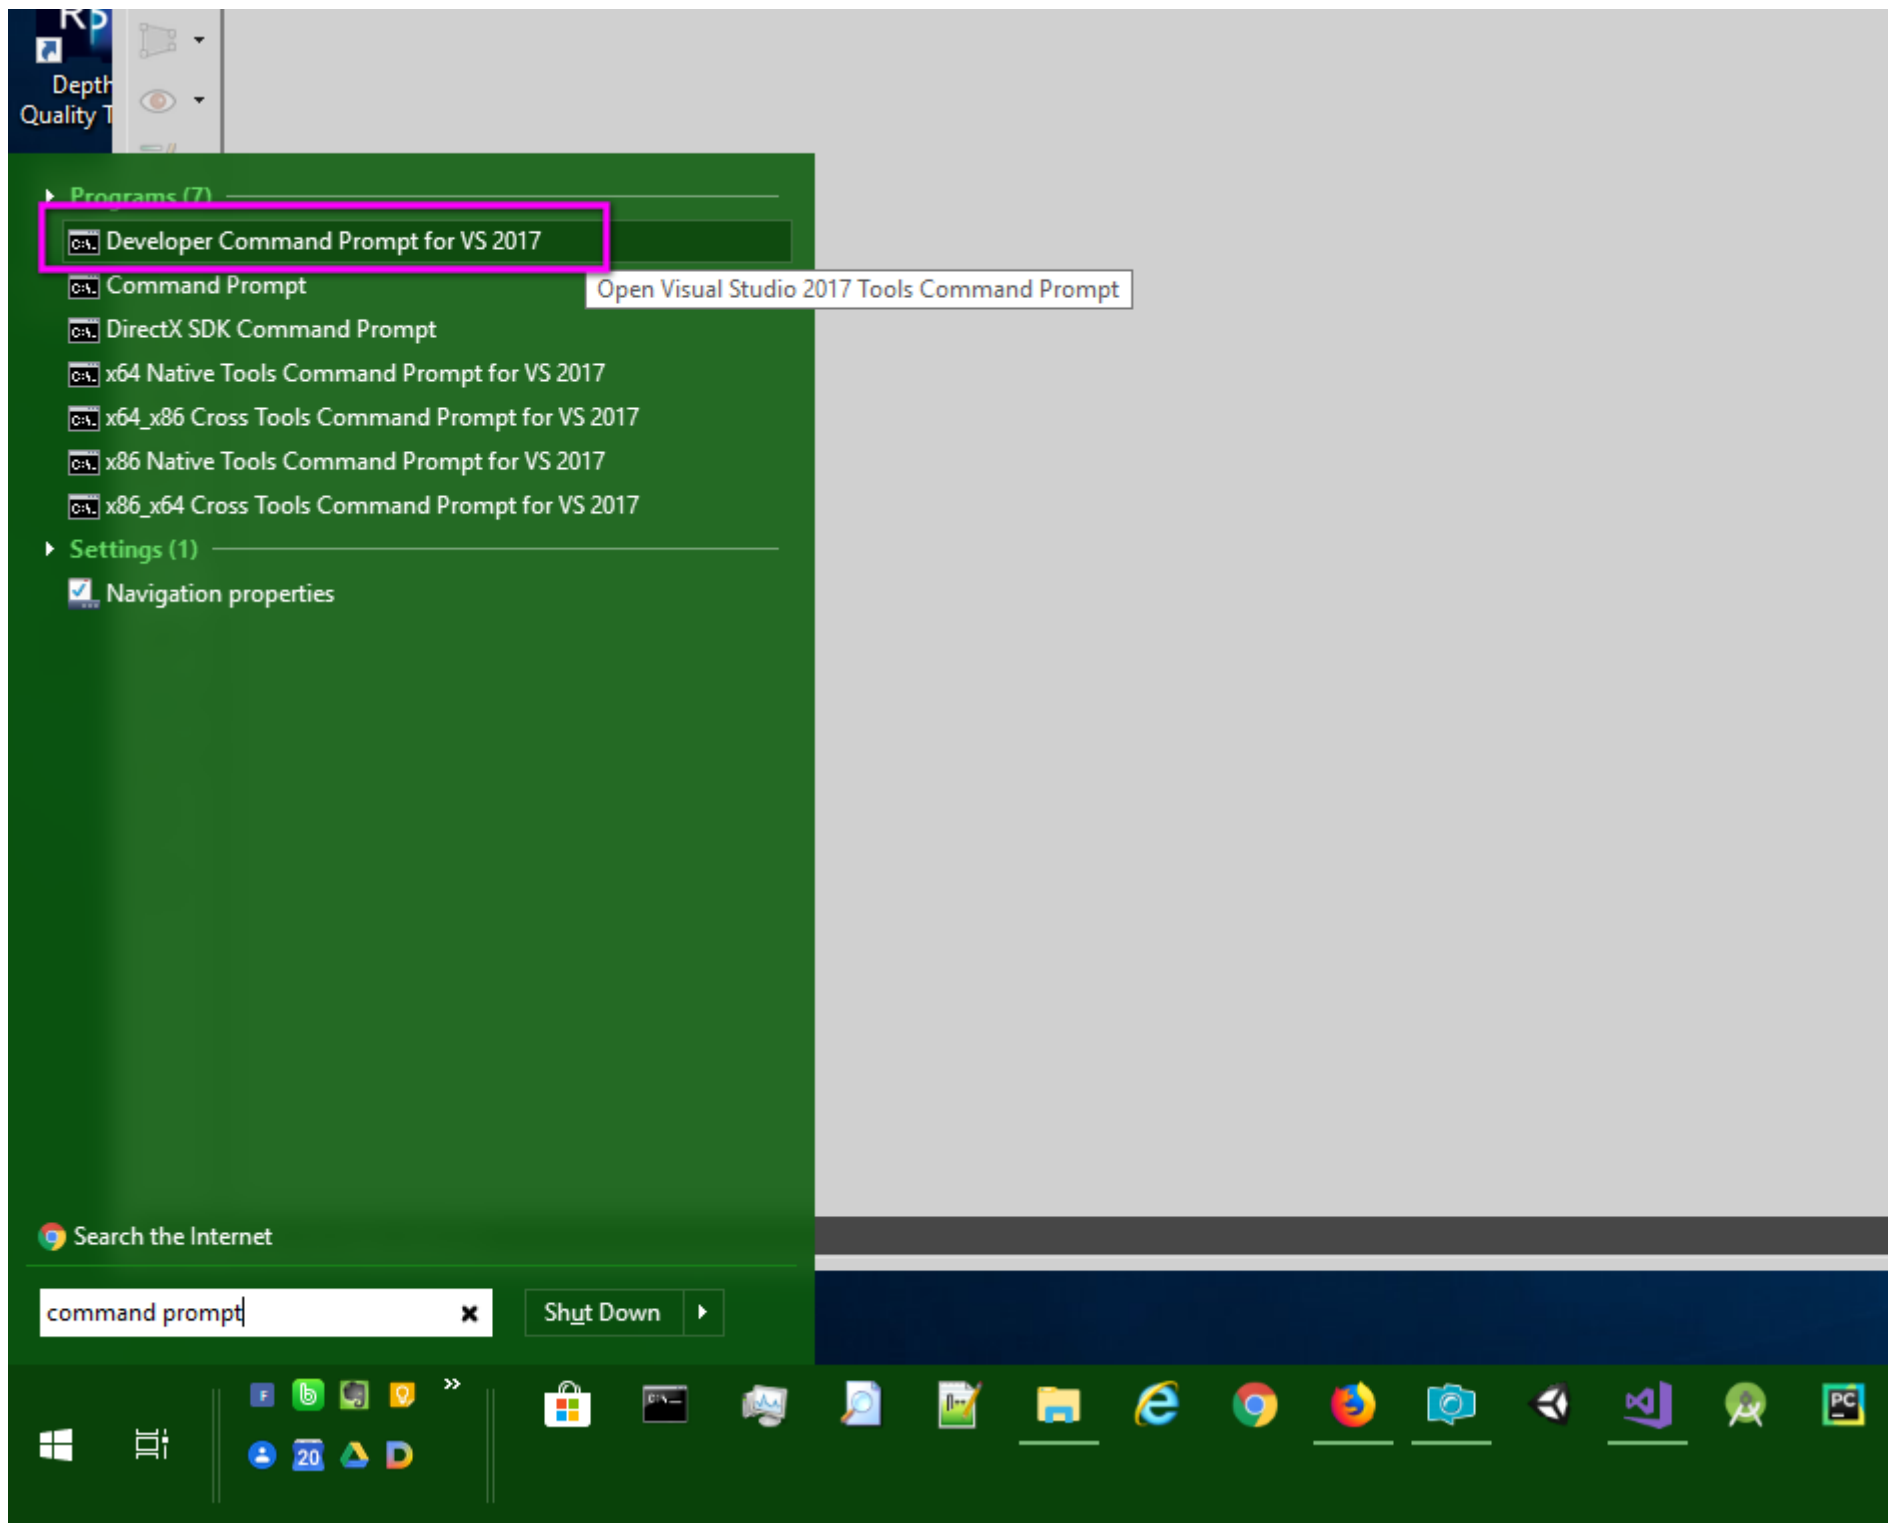 RS
Depth
Quality T
Programs (7)
Developer Command Prompt for VS 2017
Command Prompt
Open Visual Studio 2017 Tools Command Prompt
DirectX SDK Command Prompt
x64 Native Tools Command Prompt for VS 2017
x64_x86 Cross Tools Command Prompt for VS 2017
x86 Native Tools Command Prompt for VS 2017
x86_x64 Cross Tools Command Prompt for VS 2017
Settings (1)
Navigation properties
Search the Internet
command prompt
Shut Down
F
b
»
PC
20
D